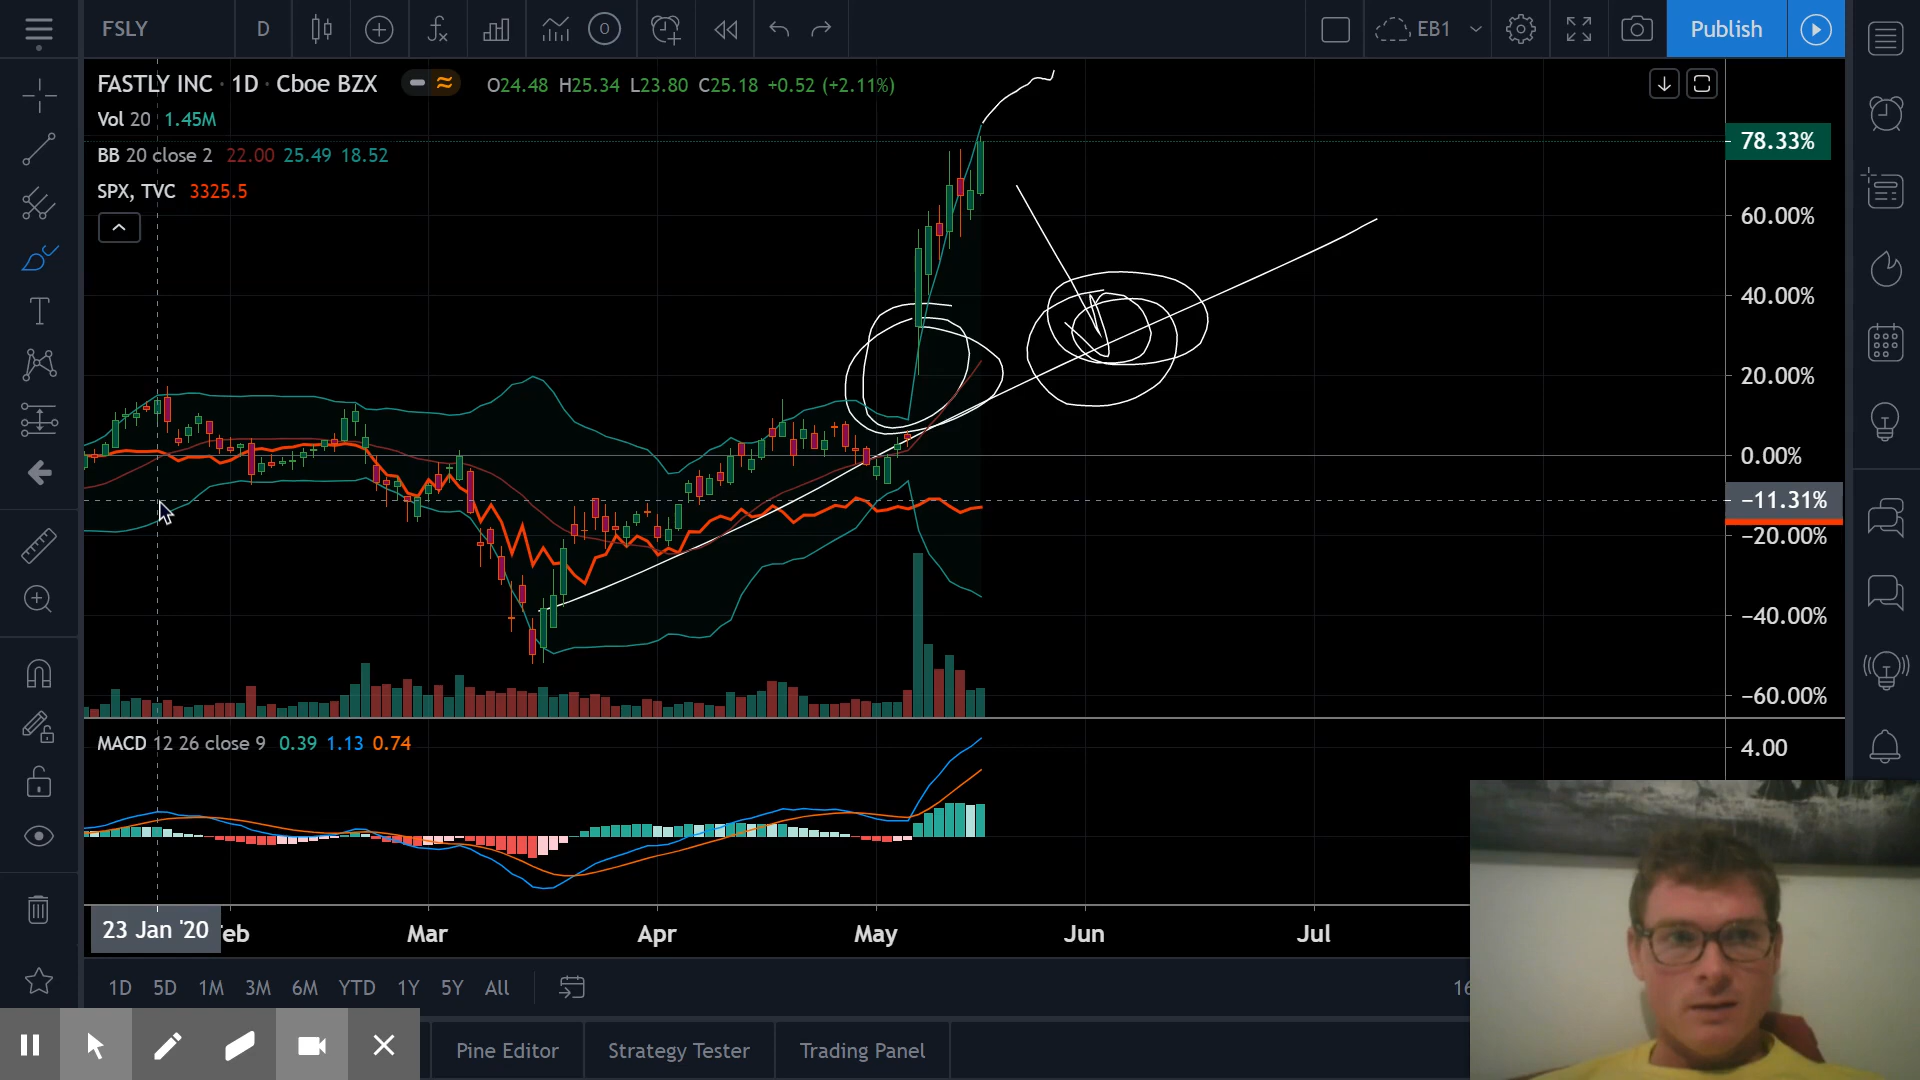 FSLY D 0 EB1 Publish
FASTLY INC · 1D · Cboe BZX O24.48 H25.34 L23.80 C25.18 +0.52 (+2.11%)
Vol 20 1.45M
BB 20 close 2 22.00 25.49 18.52
SPX, TVC 3325.5
78.33%
60.00%
40.00%
20.00%
0.00%
−11.31%
−20.00%
−40.00%
−60.00%
MACD 12 26 close 9 0.39 1.13 0.74
4.00
23 Jan '20 eb Mar Apr May Jun Jul
1D 5D 1M 3M 6M YTD 1Y 5Y All 16
Pine Editor Strategy Tester Trading Panel